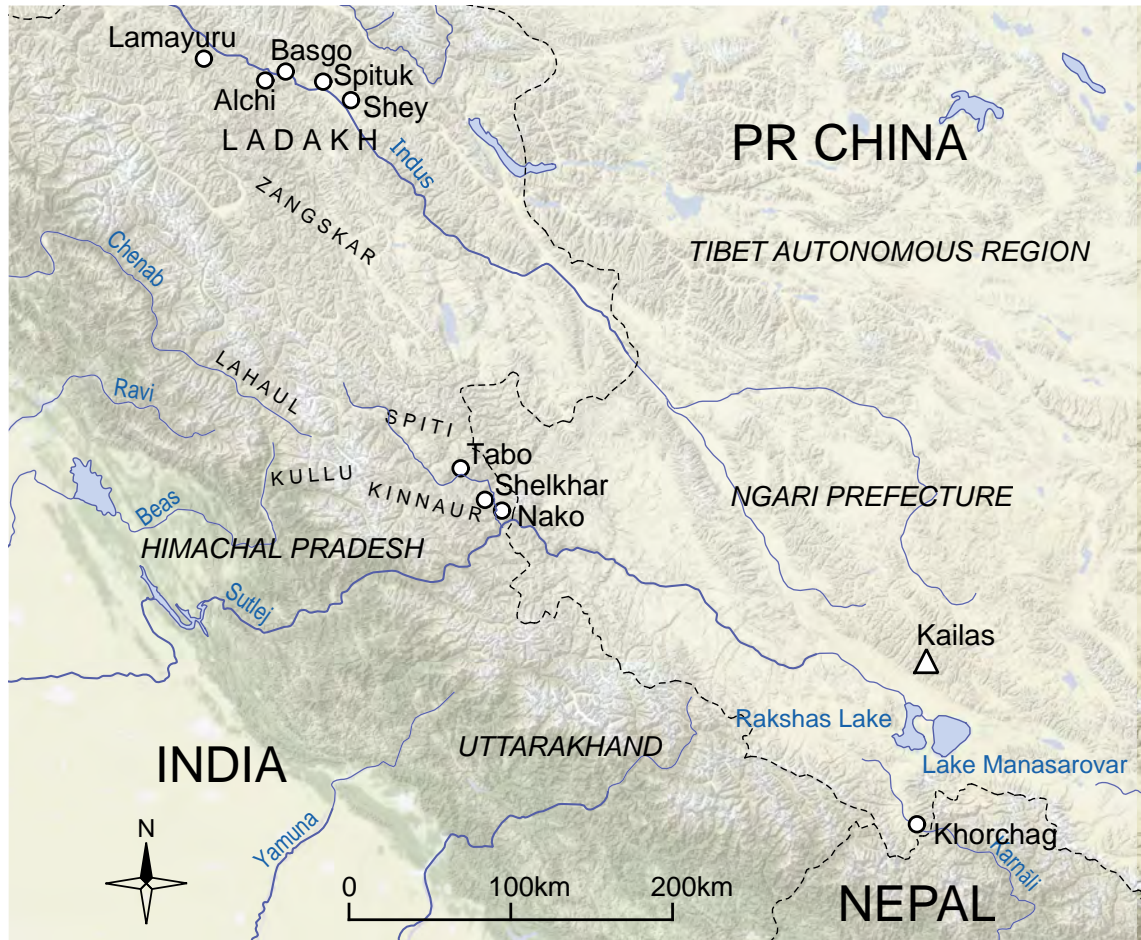 Lamayuru
Basgo
Spituk
Alchi
Shey
LADAKH
Indus
PR CHINA
ZANGSKAR
TIBET AUTONOMOUS REGION
Chenab
LAHAUL
Ravi
SPITI
Tabo
KULLU
KINNAUR
Shelkhar
Nako
NGARI PREFECTURE
Beas
HIMACHAL PRADESH
Sutlej
Kailas
Rakshas Lake
UTTARAKHAND
INDIA
Lake Manasarovar
Yamuna
Khorchag
Karnāli
N
0 100km 200km
NEPAL